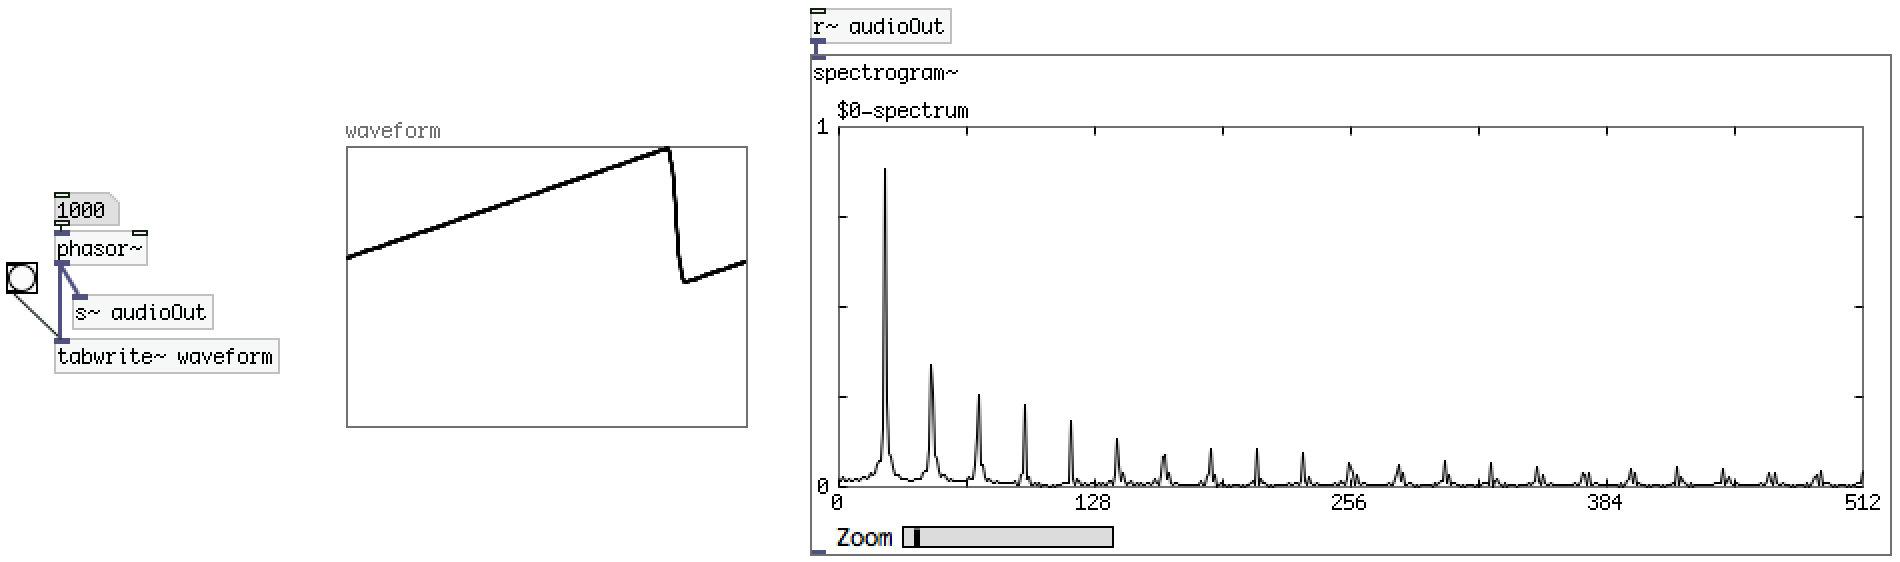 1000
phasor~
s~ audioOut
tabwrite~ waveform
waveform
r~ audioOut
spectrogram~
$0-spectrum
1
0
0 128 256 384 512
Zoom